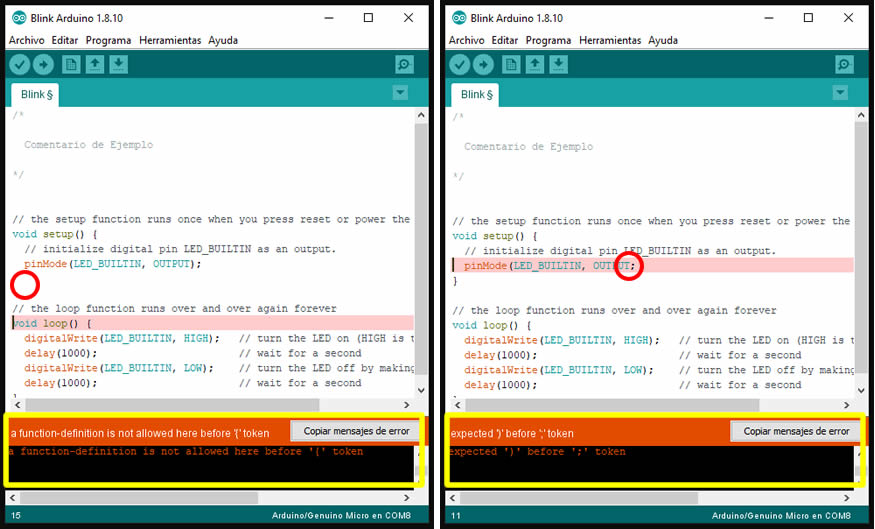 Blink Arduino 1.8.10
Archivo Editar Programa Herramientas Ayuda
Blink §
/*
Comentario de Ejemplo
*/
// the setup function runs once when you press reset or power the
void setup() {
// initialize digital pin LED_BUILTIN as an output.
pinMode(LED_BUILTIN, OUTPUT);
// the loop function runs over and over again forever
void loop() {
digitalWrite(LED_BUILTIN, HIGH);   // turn the LED on (HIGH is t
delay(1000);                       // wait for a second
digitalWrite(LED_BUILTIN, LOW);    // turn the LED off by making
delay(1000);                       // wait for a second
}
a function-definition is not allowed here before '{' token
Copiar mensajes de error
a function-definition is not allowed here before '{' token
15
Arduino/Genuino Micro en COM8
Blink Arduino 1.8.10
Archivo Editar Programa Herramientas Ayuda
Blink §
/*
Comentario de Ejemplo
*/
// the setup function runs once when you press reset or power the
void setup() {
// initialize digital pin LED_BUILTIN as an output.
pinMode(LED_BUILTIN, OUTPUT;
}
// the loop function runs over and over again forever
void loop() {
digitalWrite(LED_BUILTIN, HIGH);   // turn the LED on (HIGH is t
delay(1000);                       // wait for a second
digitalWrite(LED_BUILTIN, LOW);    // turn the LED off by making
delay(1000);                       // wait for a second
expected ')' before ';' token
Copiar mensajes de error
expected ')' before ';' token
11
Arduino/Genuino Micro en COM8